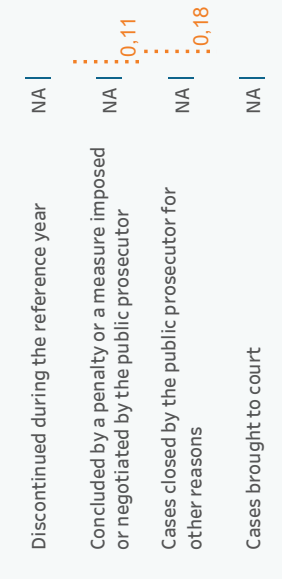 Discontinued during the reference year NA
Concluded by a penalty or a measure imposed
or negotiated by the public prosecutor NA 0,11
Cases closed by the public prosecutor for
other reasons NA 0,18
Cases brought to court NA